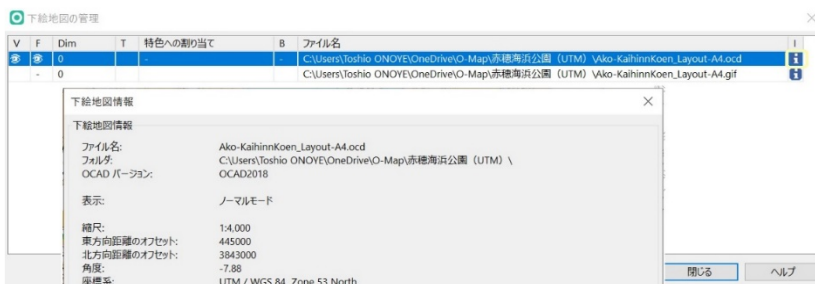 下絵地図の管理
V F Dim T 特色への割り当て B ファイル名 I
0 - - C:\Users\Toshio ONOYE\OneDrive\O-Map\赤穂海浜公園（UTM）\Ako-KaihinnKoen_Layout-A4.ocd
- 0 C:\Users\Toshio ONOYE\OneDrive\O-Map\赤穂海浜公園（UTM）\Ako-KaihinnKoen_Layout-A4.gif
下絵地図情報
下絵地図情報
ファイル名: Ako-KaihinnKoen_Layout-A4.ocd
フォルダ: C:\Users\Toshio ONOYE\OneDrive\O-Map\赤穂海浜公園（UTM）\
OCAD バージョン: OCAD2018
表示: ノーマルモード
縮尺: 1:4,000
東方向距離のオフセット: 445000
北方向距離のオフセット: 3843000
角度: -7.88
座標系: UTM / WGS 84, Zone 53 North
閉じる ヘルプ